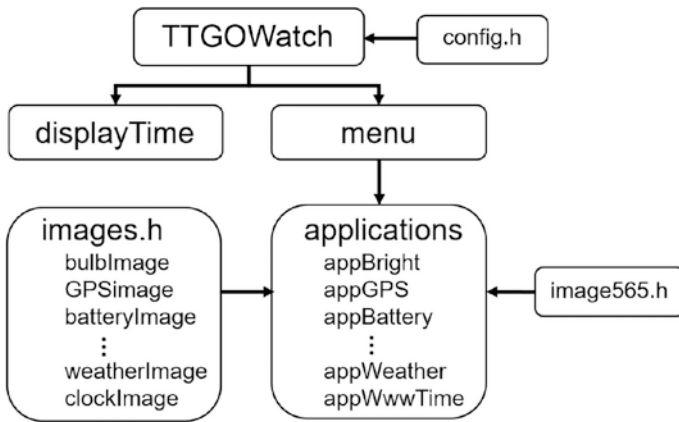 TTGOWatch
config.h
displayTime
menu
images.h
bulbImage
GPSimage
batteryImage
⋮
weatherImage
clockImage
applications
appBright
appGPS
appBattery
⋮
appWeather
appWwwTime
image565.h